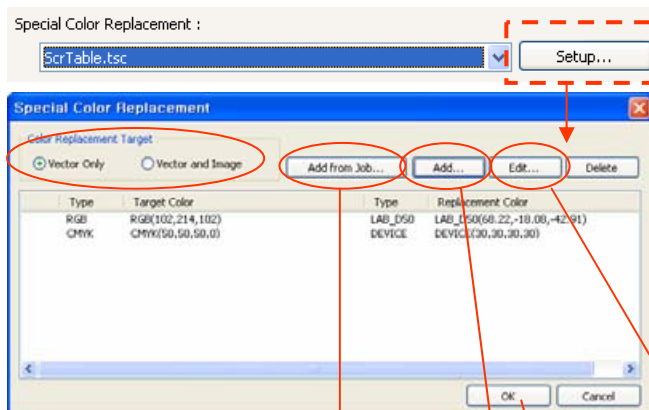 Special Color Replacement :
ScrTable.tsc
Setup...
Special Color Replacement
Color Replacement Target
Vector Only Vector and Image Add from Job... Add... Edit... Delete
Type Target Color Type Replacement Color
RGB RGB(102,214,102) LAB_D50 LAB_D50(68.22,-18.08,-42.91)
CMYK CMYK(50,50,50,0) DEVICE DEVICE(30,30,30,30)
OK Cancel